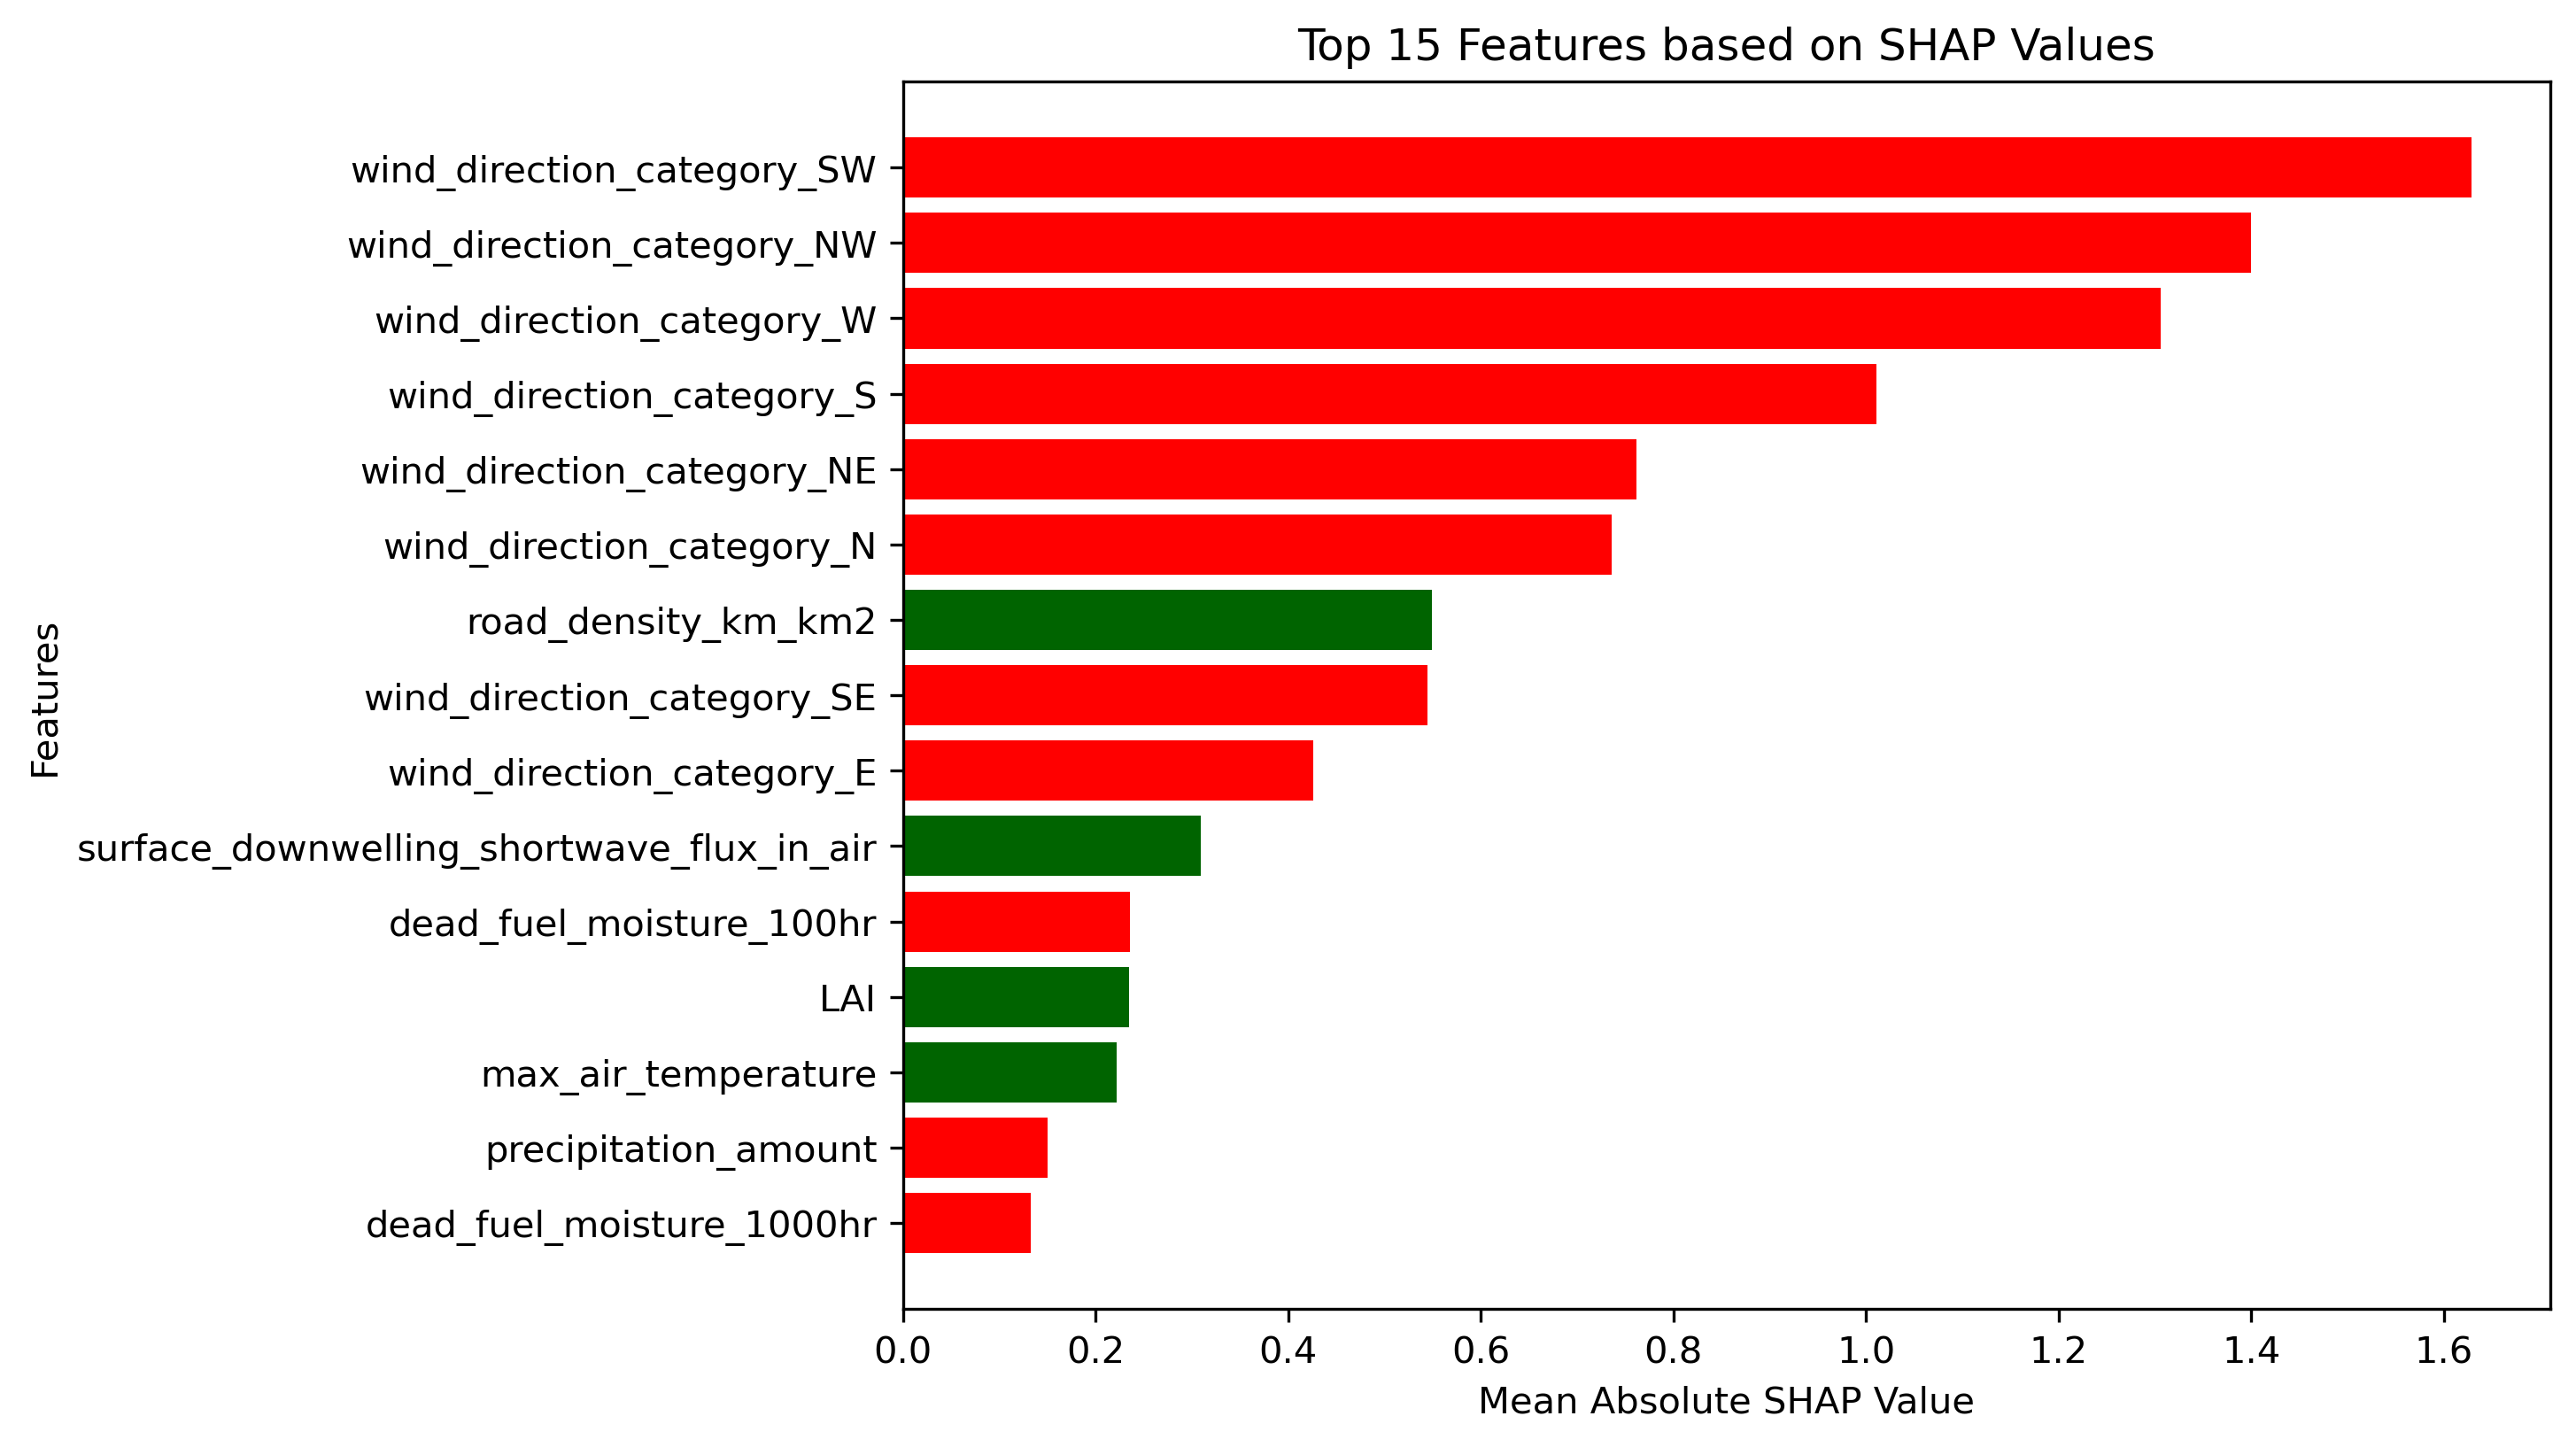 Top 15 Features based on SHAP Values
Features
wind_direction_category_SW
wind_direction_category_NW
wind_direction_category_W
wind_direction_category_S
wind_direction_category_NE
wind_direction_category_N
road_density_km_km2
wind_direction_category_SE
wind_direction_category_E
surface_downwelling_shortwave_flux_in_air
dead_fuel_moisture_100hr
LAI
max_air_temperature
precipitation_amount
dead_fuel_moisture_1000hr
0.0 0.2 0.4 0.6 0.8 1.0 1.2 1.4 1.6
Mean Absolute SHAP Value